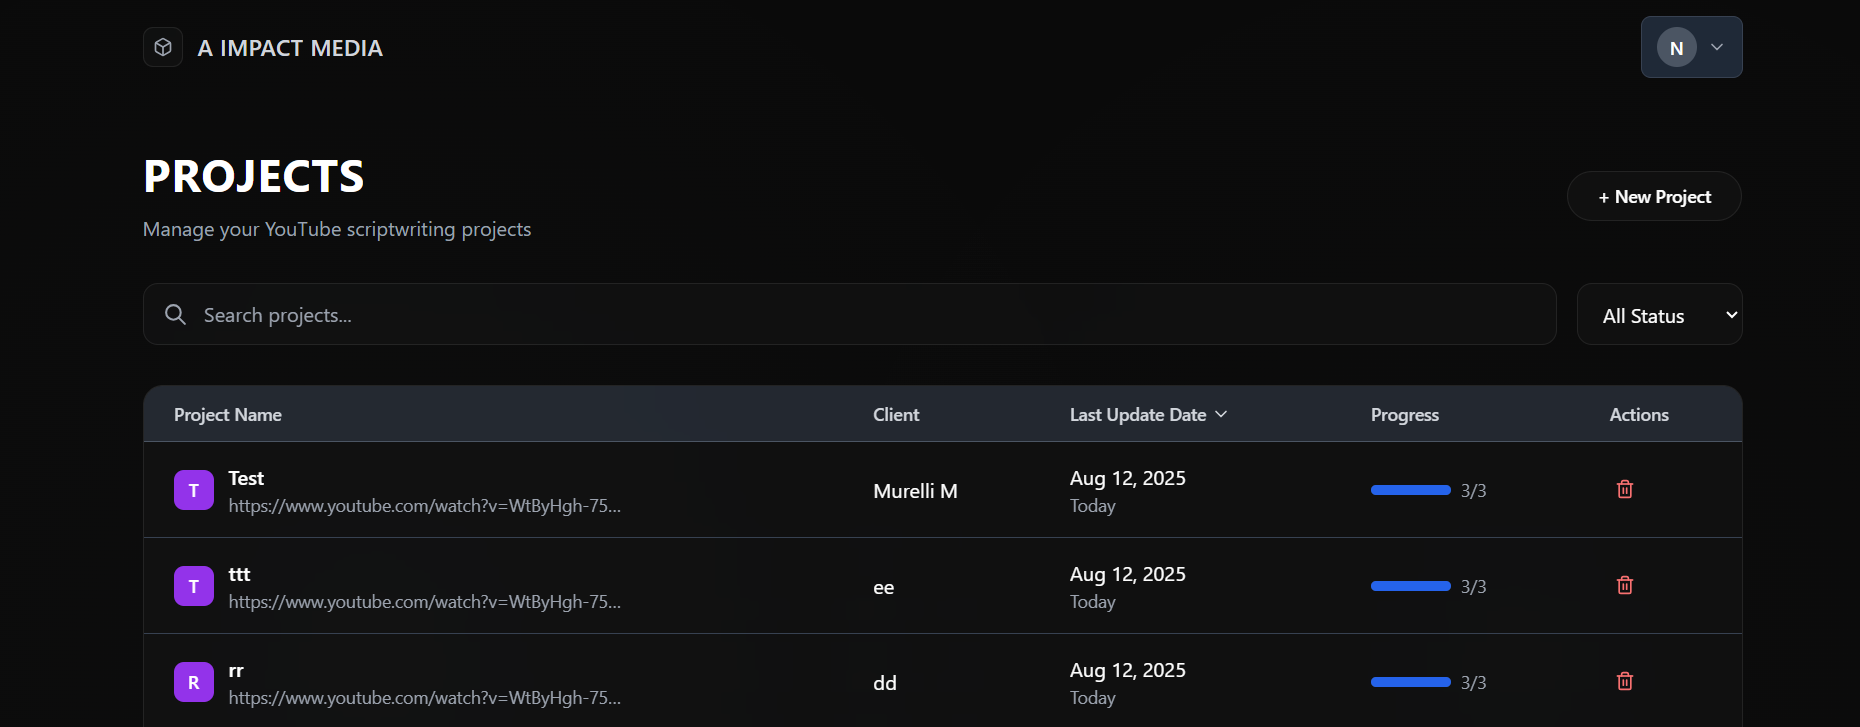 A IMPACT MEDIA
N
PROJECTS
Manage your YouTube scriptwriting projects
+ New Project
Search projects...
All Status
Project Name Client Last Update Date Progress Actions
T
Test
https://www.youtube.com/watch?v=WtByHgh-75...
Murelli M
Aug 12, 2025
Today
3/3
T
ttt
https://www.youtube.com/watch?v=WtByHgh-75...
ee
Aug 12, 2025
Today
3/3
R
rr
https://www.youtube.com/watch?v=WtByHgh-75...
dd
Aug 12, 2025
Today
3/3